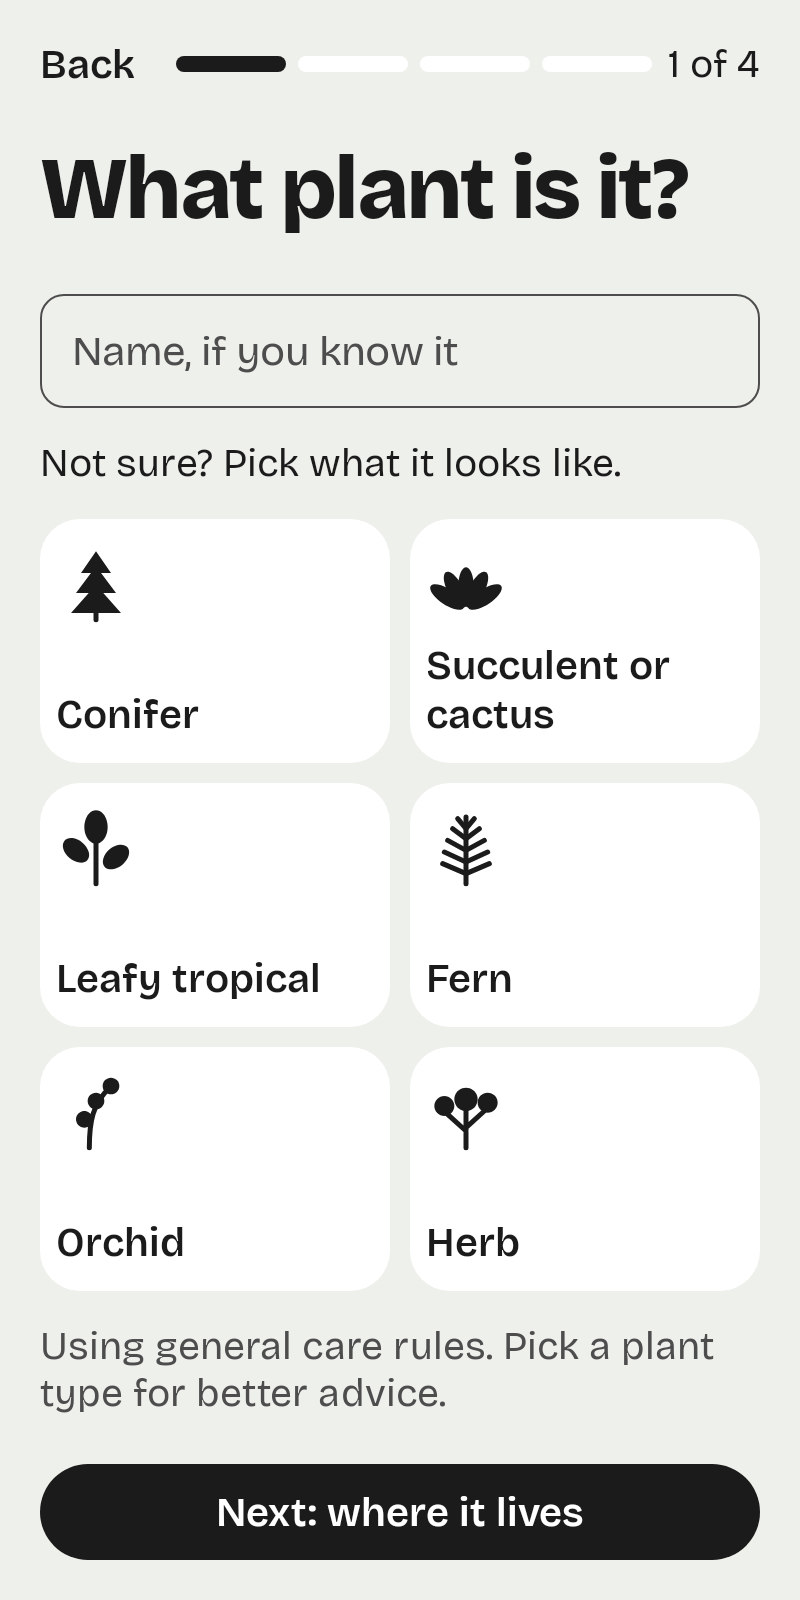 Back
1 of 4
What plant is it?
Name, if you know it
Not sure? Pick what it looks like.
Conifer
Succulent or
cactus
Leafy tropical
Fern
Orchid
Herb
Using general care rules. Pick a plant
type for better advice.
Next: where it lives